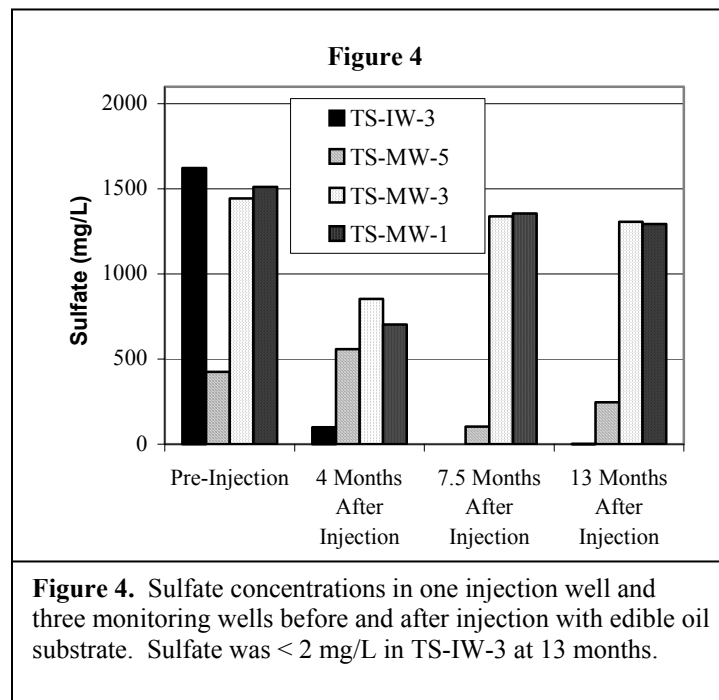 Figure 4
2000
1500
1000
500
0
Sulfate (mg/L)
TS-IW-3
TS-MW-5
TS-MW-3
TS-MW-1
Pre-Injection
4 Months
After
Injection
7.5 Months
After
Injection
13 Months
After
Injection
Figure 4. Sulfate concentrations in one injection well and
three monitoring wells before and after injection with edible oil
substrate. Sulfate was < 2 mg/L in TS-IW-3 at 13 months.